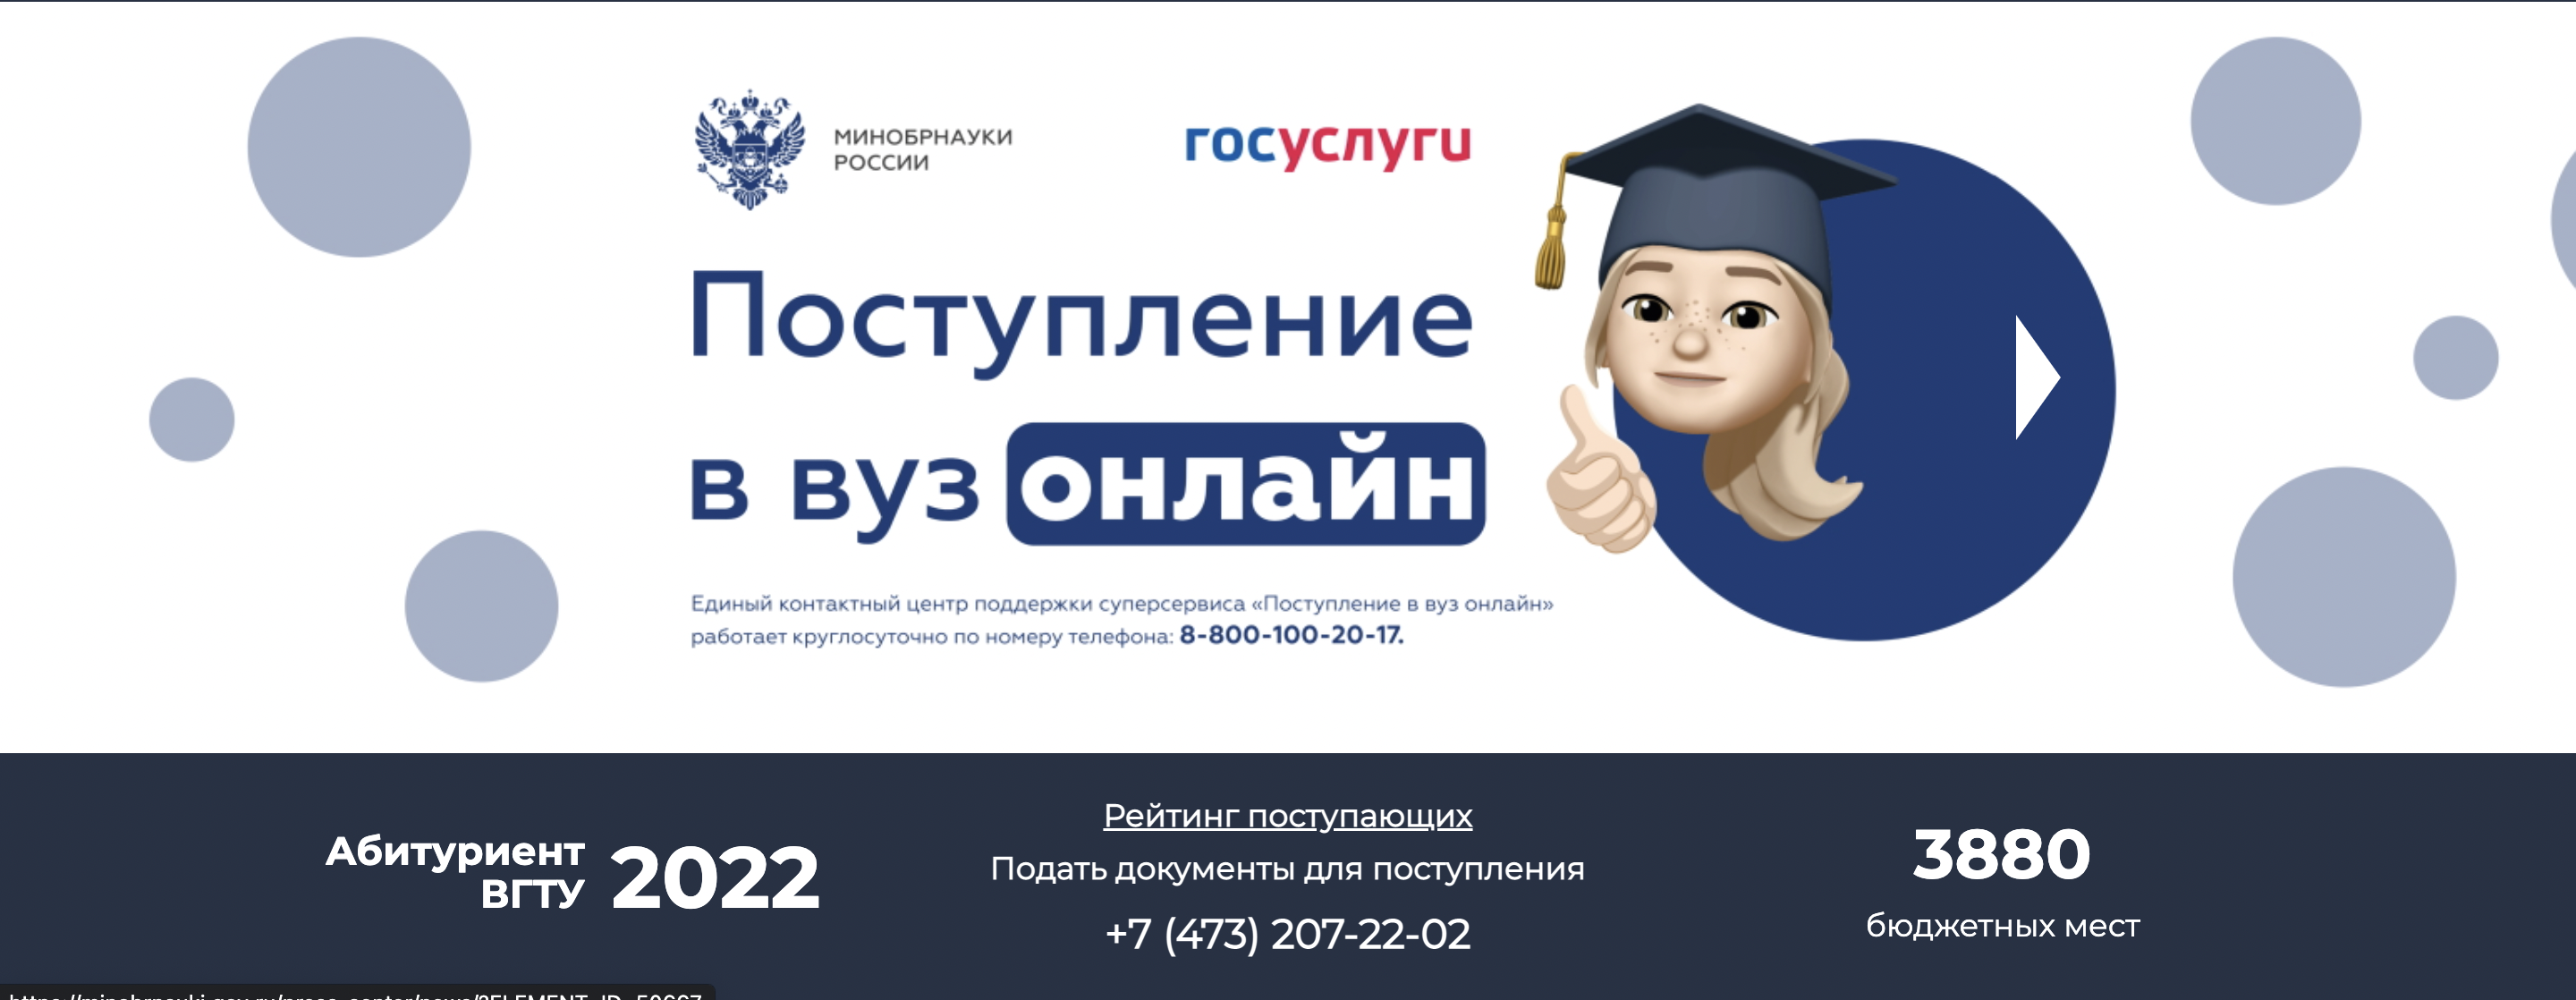 МИНОБРНАУКИ
РОССИИ
госуслуги
Поступление
в вуз онлайн
Единый контактный центр поддержки суперсервиса «Поступление в вуз онлайн»
работает круглосуточно по номеру телефона: 8-800-100-20-17.
Абитуриент
ВГТУ
2022
Рейтинг поступающих
Подать документы для поступления
+7 (473) 207-22-02
3880
бюджетных мест